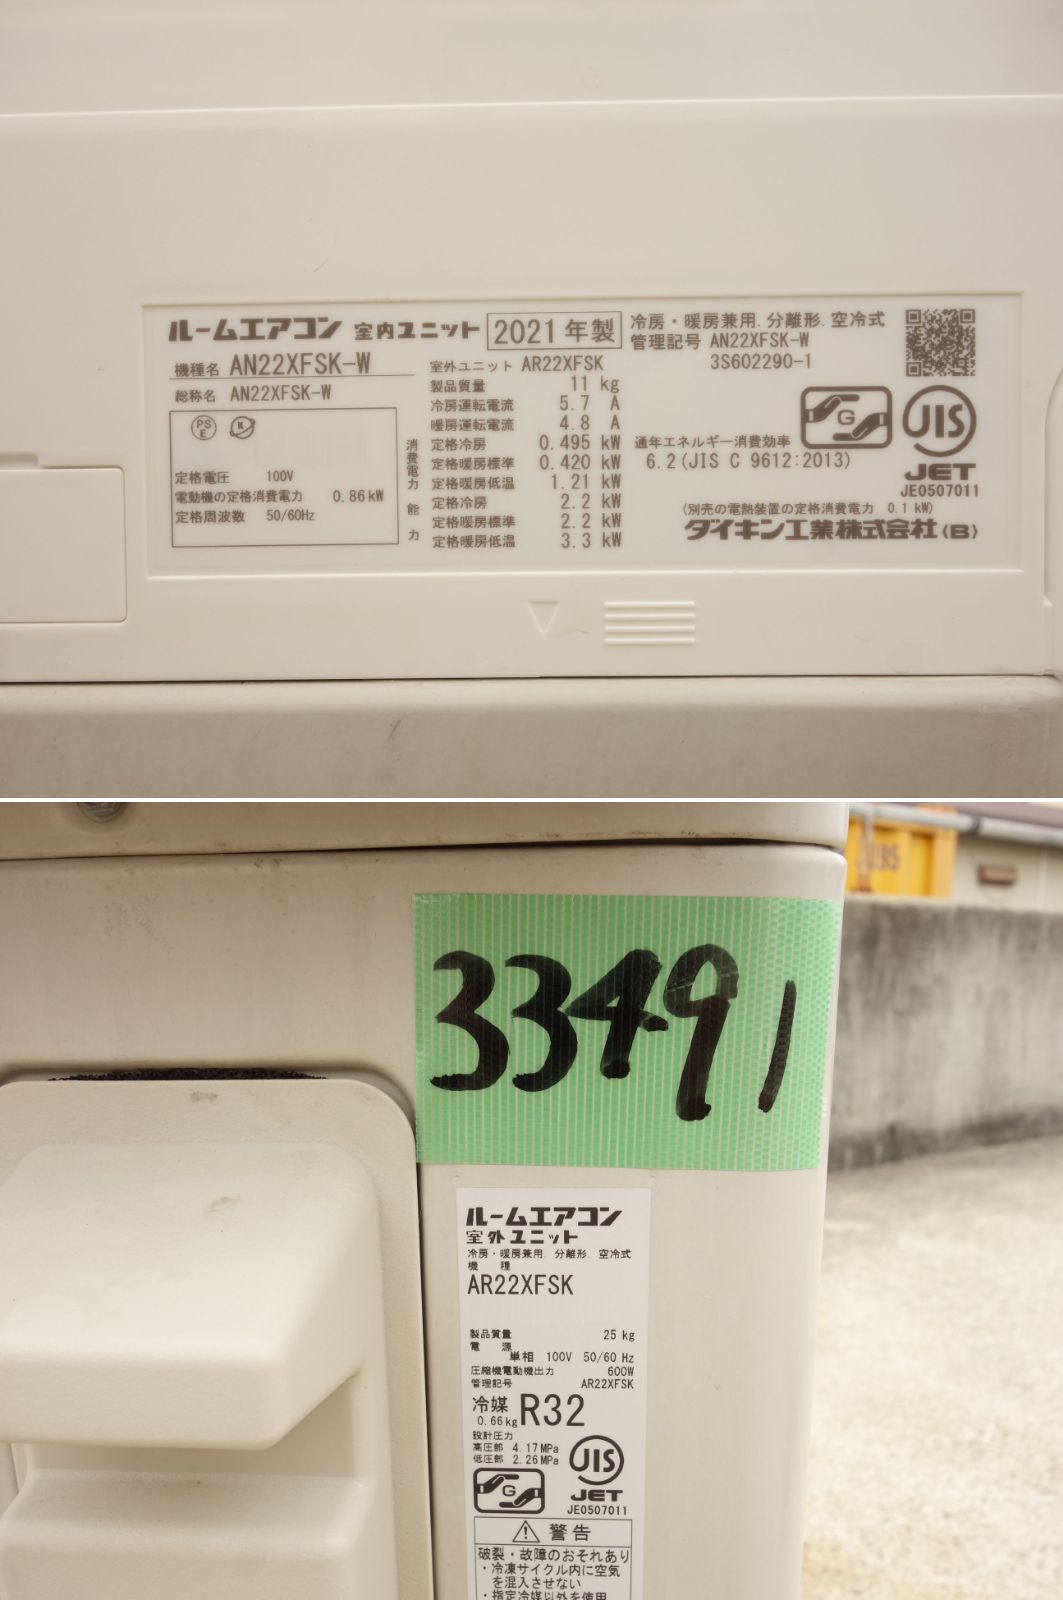 ルームエアコン 室内ユニット 2021年製
機種名 AN22XFSK-W
総称名 AN22XFSK-W
PS
E
K
定格電圧 100V
電動機の定格消費電力 0.86kW
定格周波数 50/60Hz
室外ユニット AR22XFSK
製品質量 11 kg
冷房運転電流 5.7 A
暖房運転電流 4.8 A
消費電力
定格冷房 0.495 kW
定格暖房標準 0.420 kW
定格暖房低温 1.21 kW
能力
定格冷房 2.2 kW
定格暖房標準 2.2 kW
定格暖房低温 3.3 kW
冷房・暖房兼用.分離形.空冷式
管理記号 AN22XFSK-W
3S602290-1
G
JIS
JET
JE0507011
通年エネルギー消費効率
6.2(JIS C 9612:2013)
(別売の電熱装置の定格消費電力 0.1 kW)
ダイキン工業株式会社(B)
33491
ルームエアコン
室外ユニット
冷房・暖房兼用. 分離形. 空冷式
機 種
AR22XFSK
製品質量 25 kg
電 源
単相 100V 50/60 Hz
圧縮機電動機出力 600W
管理記号 AR22XFSK
冷媒 R32
0.66kg
設計圧力
高圧部 4.17MPa
低圧部 2.26MPa
JIS
G
JET
JE0507011
警告
破裂・故障のおそれあり
・冷凍サイクル内に空気
を混入させない
・指定冷媒以外を使用